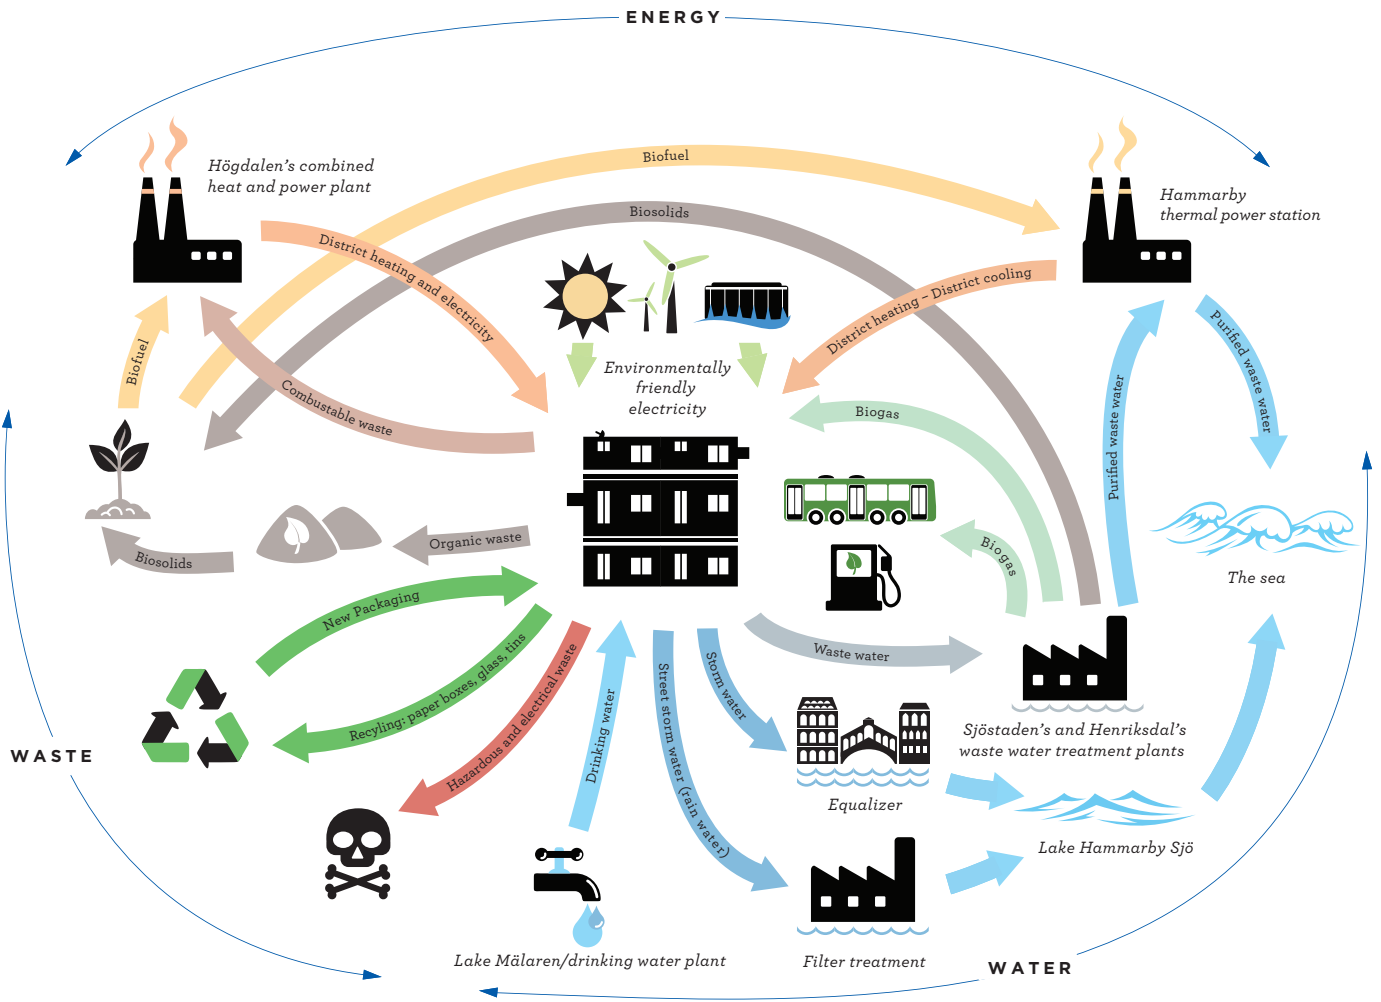 ENERGY
Högdalen's combined
heat and power plant
Biofuel
Hammarby
thermal power station
Biosolids
District heating and electricity
District heating – District cooling
Purified waste water
Biofuel
Combustable waste
Environmentally
friendly
electricity
Biogas
Purified waste water
Organic waste
Biosolids
Biogas
The sea
New Packaging
Recyling: paper boxes, glass, tins
Hazardous and electrical waste
Drinking water
Street storm water (rain water)
Storm water
Waste water
Sjöstaden's and Henriksdal's
waste water treatment plants
WASTE
Equalizer
Lake Hammarby Sjö
Lake Mälaren/drinking water plant
Filter treatment
WATER